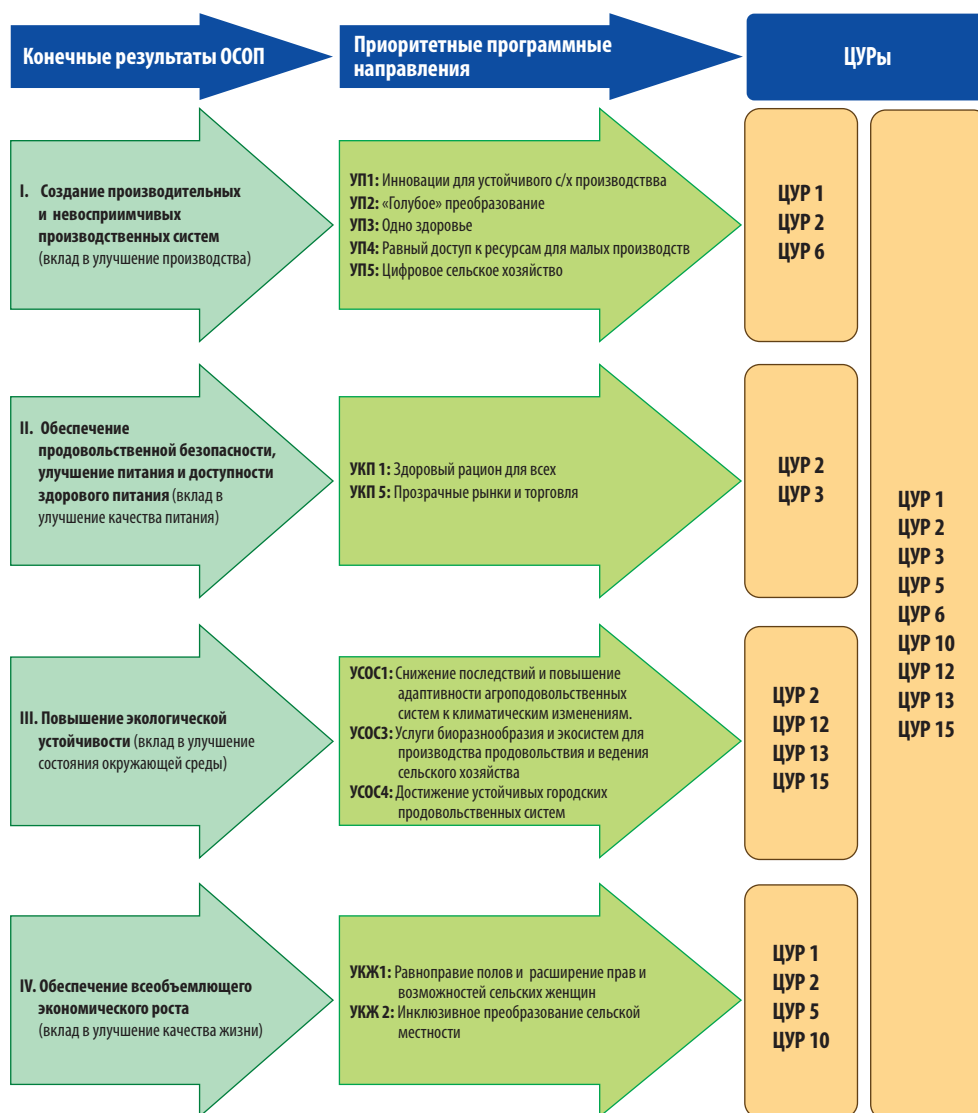 Конечные результаты ОСОП
Приоритетные программные
направления
ЦУРы
I. Создание производительных
и невосприимчивых
производственных систем
(вклад в улучшение производства)
УП1: Инновации для устойчивого с/х производствва
УП2: «Голубое» преобразование
УП3: Одно здоровье
УП4: Равный доступ к ресурсам для малых производств
УП5: Цифровое сельское хозяйство
ЦУР 1
ЦУР 2
ЦУР 6
II. Обеспечение
продовольственной безопасности,
улучшение питания и доступности
здорового питания (вклад в
улучшение качества питания)
УКП 1: Здоровый рацион для всех
УКП 5: Прозрачные рынки и торговля
ЦУР 2
ЦУР 3
III. Повышение экологической
устойчивости (вклад в улучшение
состояния окружающей среды)
УСОС1: Снижение последствий и повышение
адаптивности агроподовольственных
систем к климатическим изменениям.
УСОС3: Услуги биоразнообразия и экосистем для
производства продовольствия и ведения
сельского хозяйства
УСОС4: Достижение устойчивых городских
продовольственных систем
ЦУР 2
ЦУР 12
ЦУР 13
ЦУР 15
IV. Обеспечение всеобъемлющего
экономического роста
(вклад в улучшение качества жизни)
УКЖ1: Равноправие полов и расширение прав и
возможностей сельских женщин
УКЖ 2: Инклюзивное преобразование сельской
местности
ЦУР 1
ЦУР 2
ЦУР 5
ЦУР 10
ЦУР 1
ЦУР 2
ЦУР 3
ЦУР 5
ЦУР 6
ЦУР 10
ЦУР 12
ЦУР 13
ЦУР 15